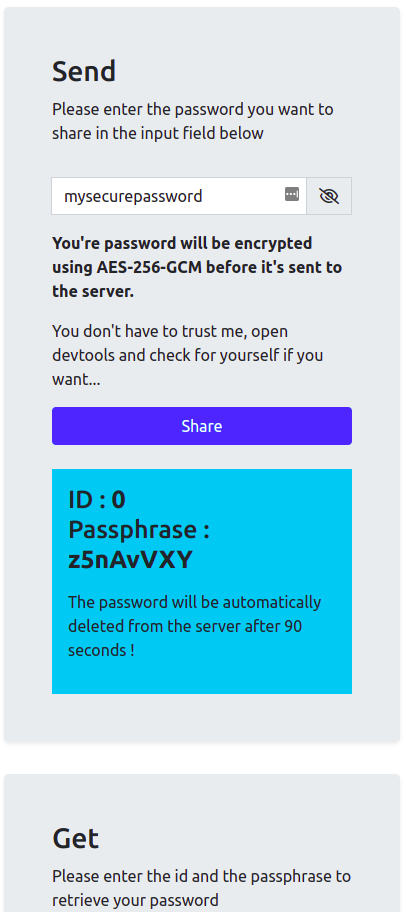 Send
Please enter the password you want to
share in the input field below
mysecurepassword
You're password will be encrypted
using AES-256-GCM before it's sent to
the server.
You don't have to trust me, open
devtools and check for yourself if you
want...
Share
ID : 0
Passphrase :
z5nAvVXY
The password will be automatically
deleted from the server after 90
seconds !
Get
Please enter the id and the passphrase to
retrieve your password